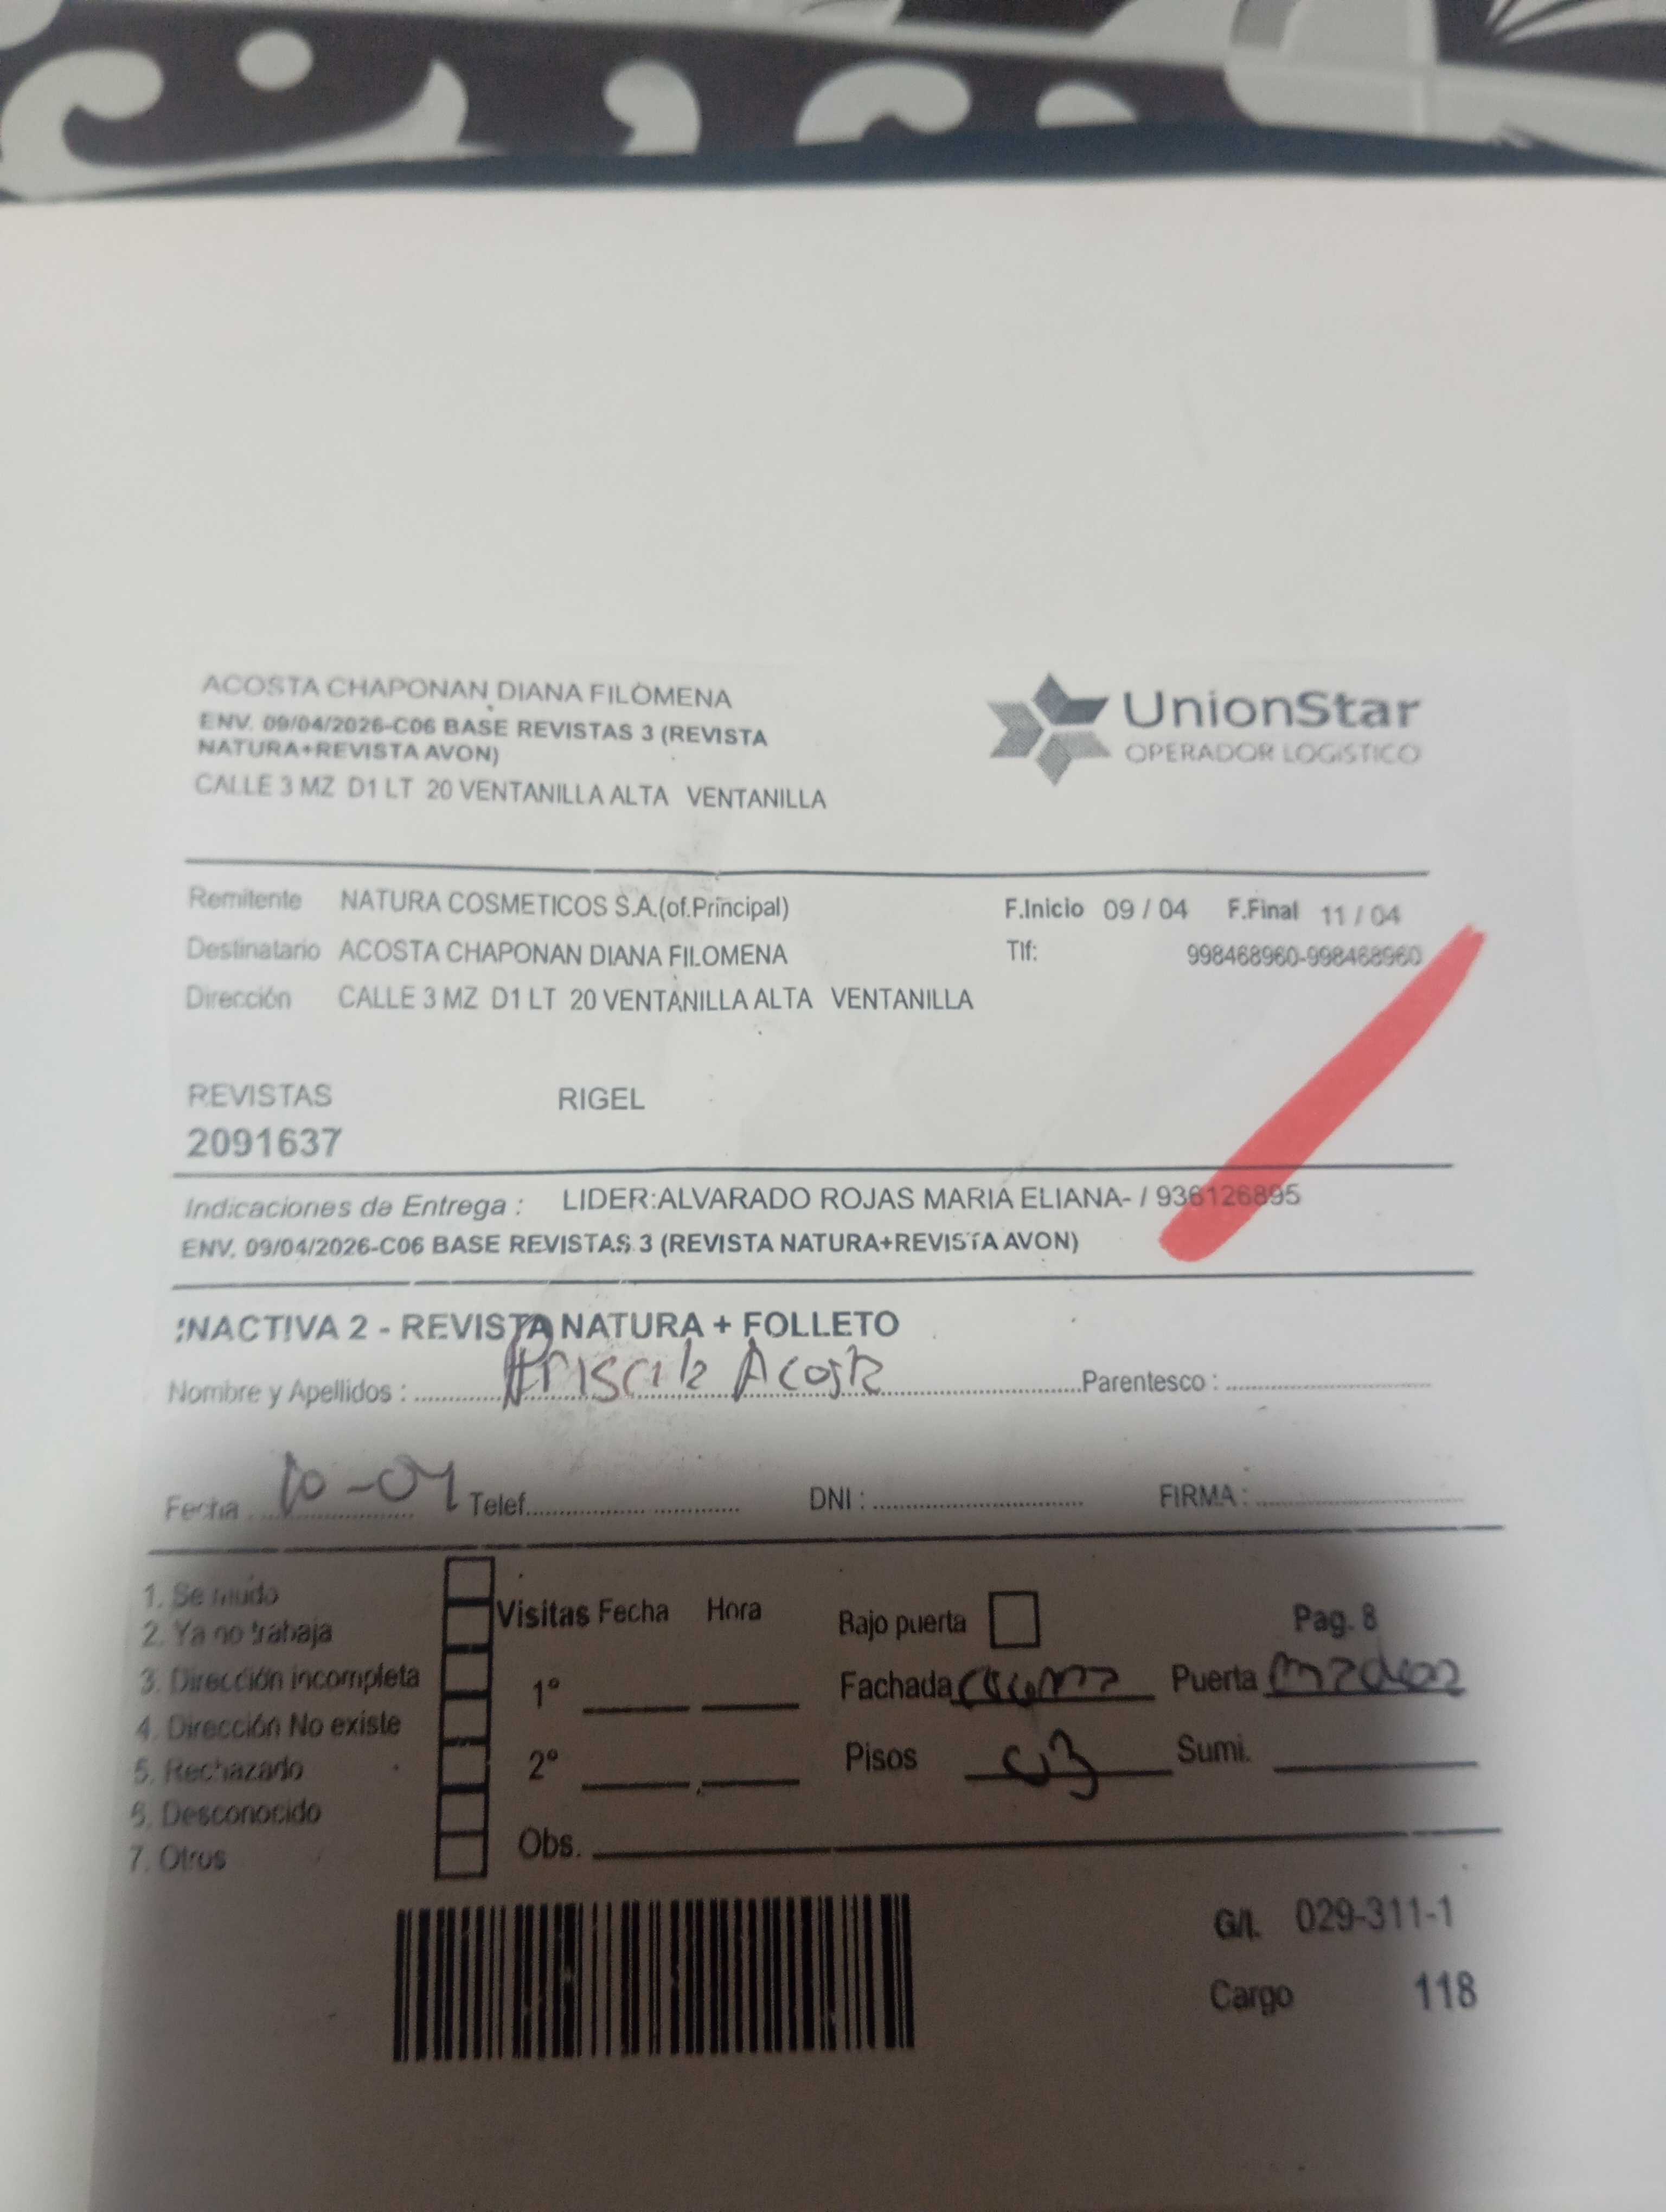 ACOSTA CHAPONAN DIANA FILOMENA
ENV. 09/04/2026-C06 BASE REVISTAS 3 (REVISTA
NATURA+REVISTA AVON)
CALLE 3 MZ D1 LT 20 VENTANILLA ALTA VENTANILLA
UnionStar
OPERADOR LOGÍSTICO
Remitente NATURA COSMETICOS S.A.(of.Principal) F.Inicio 09 / 04 F.Final 11 / 04
Destinatario ACOSTA CHAPONAN DIANA FILOMENA Tlf: 998468960-998468960
Dirección CALLE 3 MZ D1 LT 20 VENTANILLA ALTA VENTANILLA
REVISTAS RIGEL
2091637
Indicaciones de Entrega : LIDER:ALVARADO ROJAS MARIA ELIANA- / 936126895
ENV. 09/04/2026-C06 BASE REVISTAS 3 (REVISTA NATURA+REVISTA AVON)
INACTIVA 2 - REVISTA NATURA + FOLLETO
Nombre y Apellidos : Priscila Acosta Parentesco :
Fecha 10-04 Telef. DNI : FIRMA :
1. Se mudo
2. Ya no trabaja
3. Dirección incompleta
4. Dirección No existe
5. Rechazado
6. Desconocido
7. Otros
Visitas Fecha Hora
1°
2°
Obs.
Bajo puerta Pag. 8
Fachada Puerta
Pisos 03 Sumi.
G/I. 029-311-1
Cargo 118